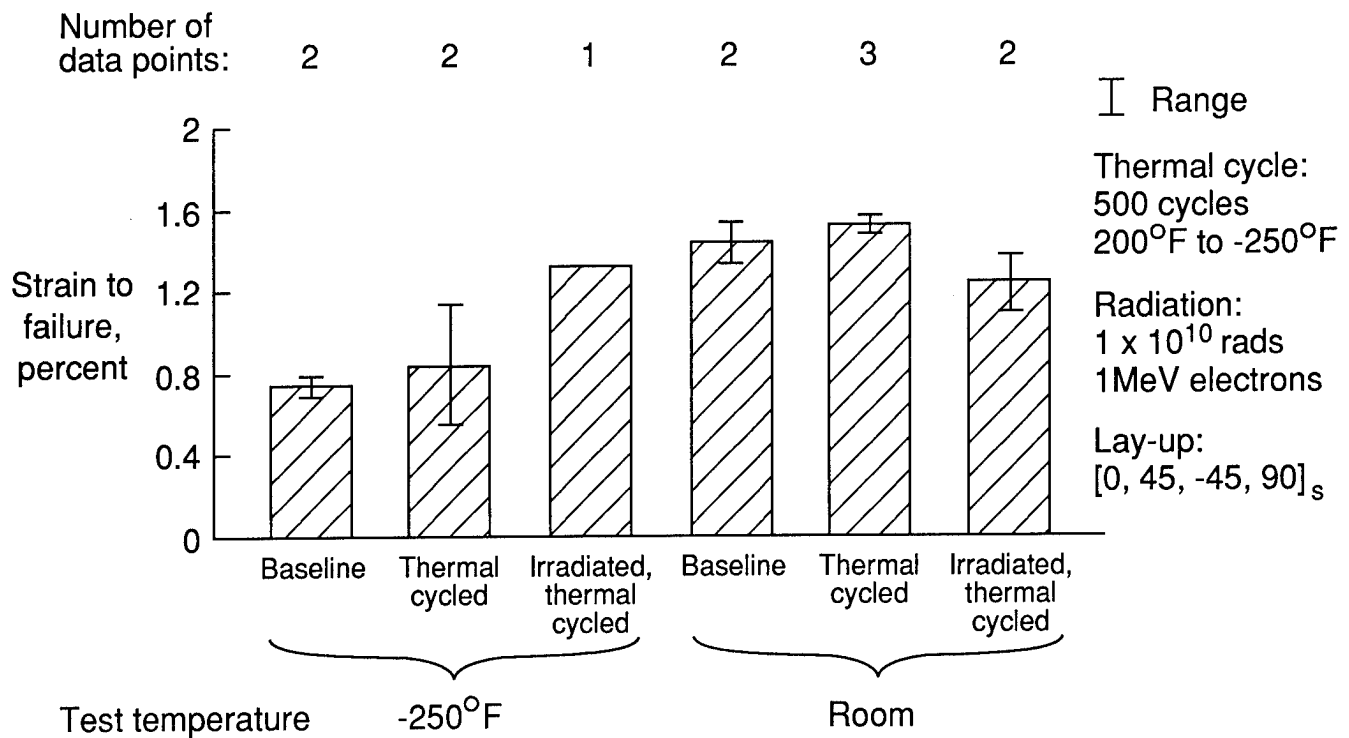 Number of
data points: 2 2 1 2 3 2
Range
Thermal cycle:
500 cycles
200°F to -250°F
Radiation:
1 x 10¹⁰ rads
1MeV electrons
Lay-up:
[0, 45, -45, 90]ₛ
Strain to
failure,
percent
2
1.6
1.2
0.8
0.4
0
Baseline
Thermal
cycled
Irradiated,
thermal
cycled
Baseline
Thermal
cycled
Irradiated,
thermal
cycled
Test temperature -250°F Room